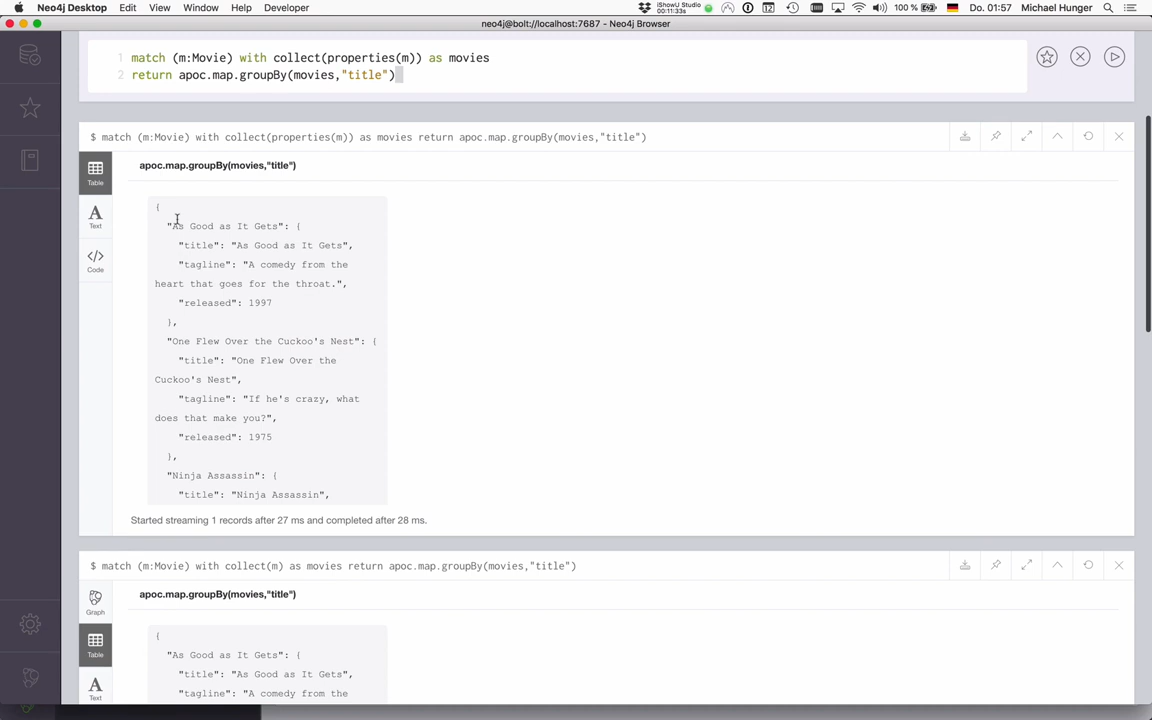 Neo4j Desktop Edit View Window Help Developer iShowU Studio 00:11:33s 12 100 % Do. 01:57 Michael Hunger
neo4j@bolt://localhost:7687 - Neo4j Browser
1 match (m:Movie) with collect(properties(m)) as movies
2 return apoc.map.groupBy(movies,"title")
$ match (m:Movie) with collect(properties(m)) as movies return apoc.map.groupBy(movies,"title")
Table
apoc.map.groupBy(movies,"title")
A
Text
</>
Code
{
"As Good as It Gets": {
"title": "As Good as It Gets",
"tagline": "A comedy from the
heart that goes for the throat.",
"released": 1997
},
"One Flew Over the Cuckoo's Nest": {
"title": "One Flew Over the
Cuckoo's Nest",
"tagline": "If he's crazy, what
does that make you?",
"released": 1975
},
"Ninja Assassin": {
"title": "Ninja Assassin",
Started streaming 1 records after 27 ms and completed after 28 ms.
$ match (m:Movie) with collect(m) as movies return apoc.map.groupBy(movies,"title")
Graph
apoc.map.groupBy(movies,"title")
Table
A
Text
{
"As Good as It Gets": {
"title": "As Good as It Gets",
"tagline": "A comedy from the